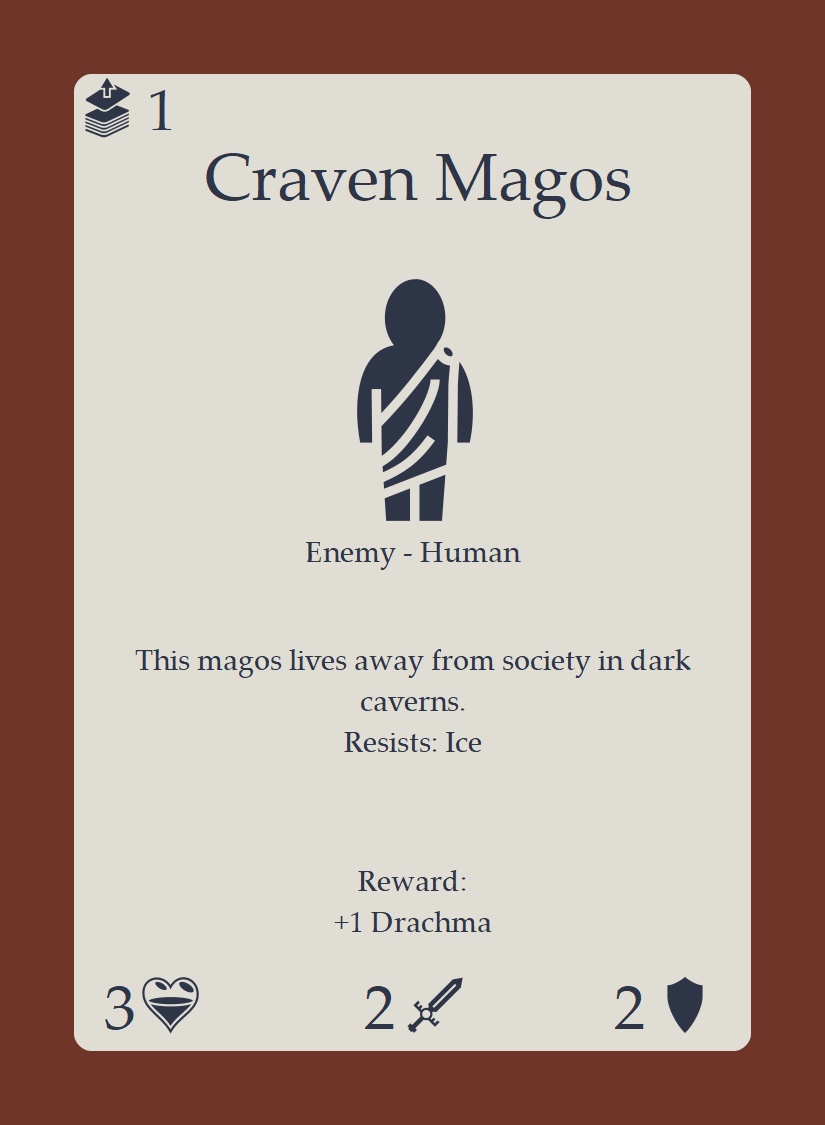 1
Craven Magos
Enemy - Human
This magos lives away from society in dark
caverns.
Resists: Ice
Reward:
+1 Drachma
3 2 2